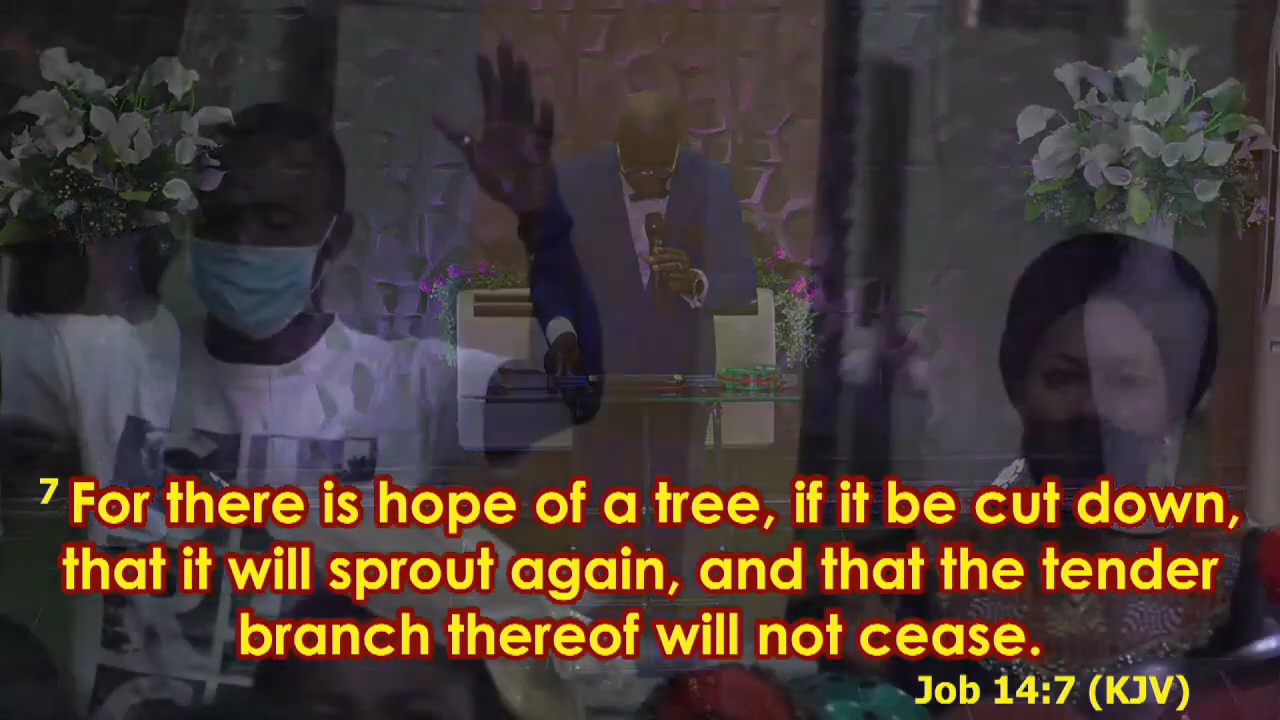 7 For there is hope of a tree, if it be cut down,
that it will sprout again, and that the tender
branch thereof will not cease.
Job 14:7 (KJV)